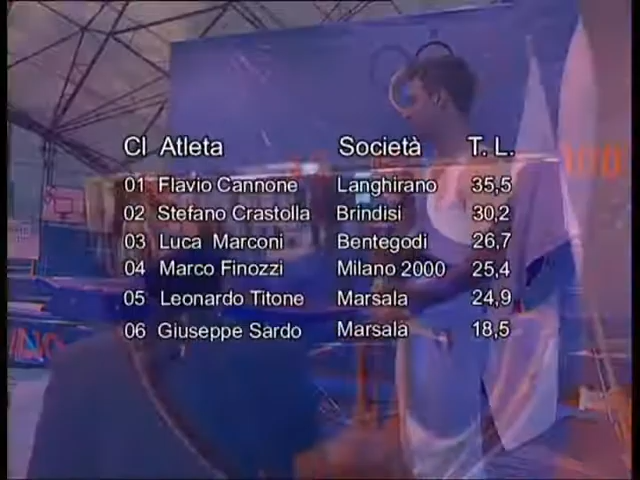 Cl Atleta Società T. L.
01 Flavio Cannone Langhirano 35,5
02 Stefano Crastolla Brindisi 30,2
03 Luca Marconi Bentegodi 26,7
04 Marco Finozzi Milano 2000 25,4
05 Leonardo Titone Marsala 24,9
06 Giuseppe Sardo Marsala 18,5